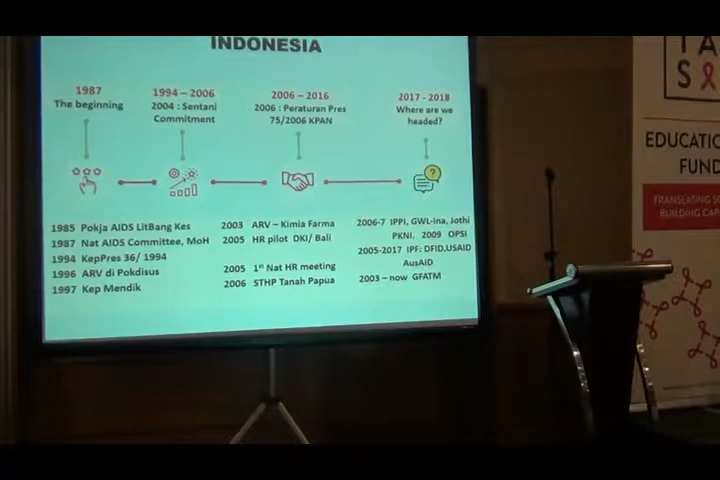 INDONESIA
1987
The beginning
1994 – 2006
2004 : Sentani
Commitment
2006 – 2016
2006 : Peraturan Pres
75/2006 KPAN
2017 - 2018
Where are we
headed?
?
1985 Pokja AIDS LitBang Kes
1987 Nat AIDS Committee, MoH
1994 KepPres 36/ 1994
1996 ARV di Pokdisus
1997 Kep Mendik
2003 ARV – Kimia Farma
2005 HR pilot DKI/ Bali
2005 1st Nat HR meeting
2006 STHP Tanah Papua
2006-7 IPPI, GWL-Ina, Jothi
PKNI. 2009 OPSI
2005-2017 IPF: DFID,USAID
AusAID
2003 – now GFATM
TA
S
EDUCATIO
FUND
TRANSLATING S
BUILDING CA